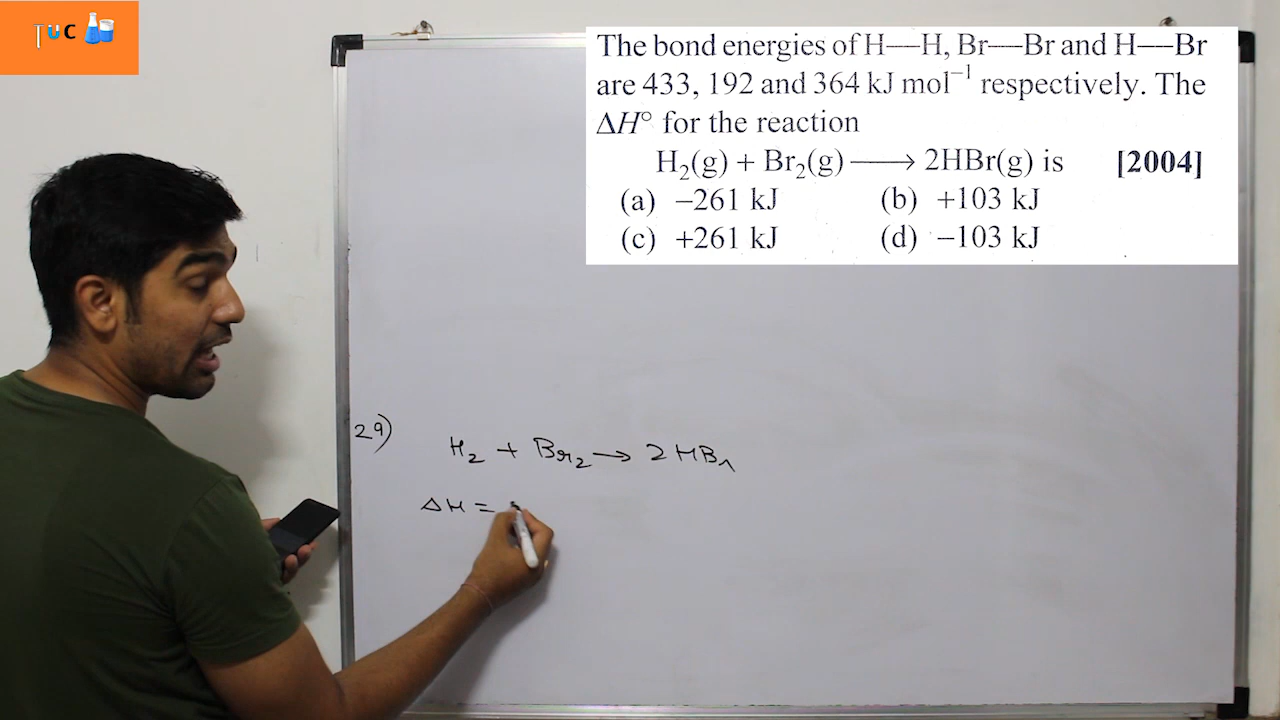 TUC
The bond energies of H—H, Br—Br and H—Br
are 433, 192 and 364 kJ mol⁻¹ respectively. The
ΔH° for the reaction
H₂(g) + Br₂(g) ⟶ 2HBr(g) is [2004]
(a) −261 kJ (b) +103 kJ
(c) +261 kJ (d) −103 kJ
29) H₂ + Br₂ → 2HBr
ΔH =